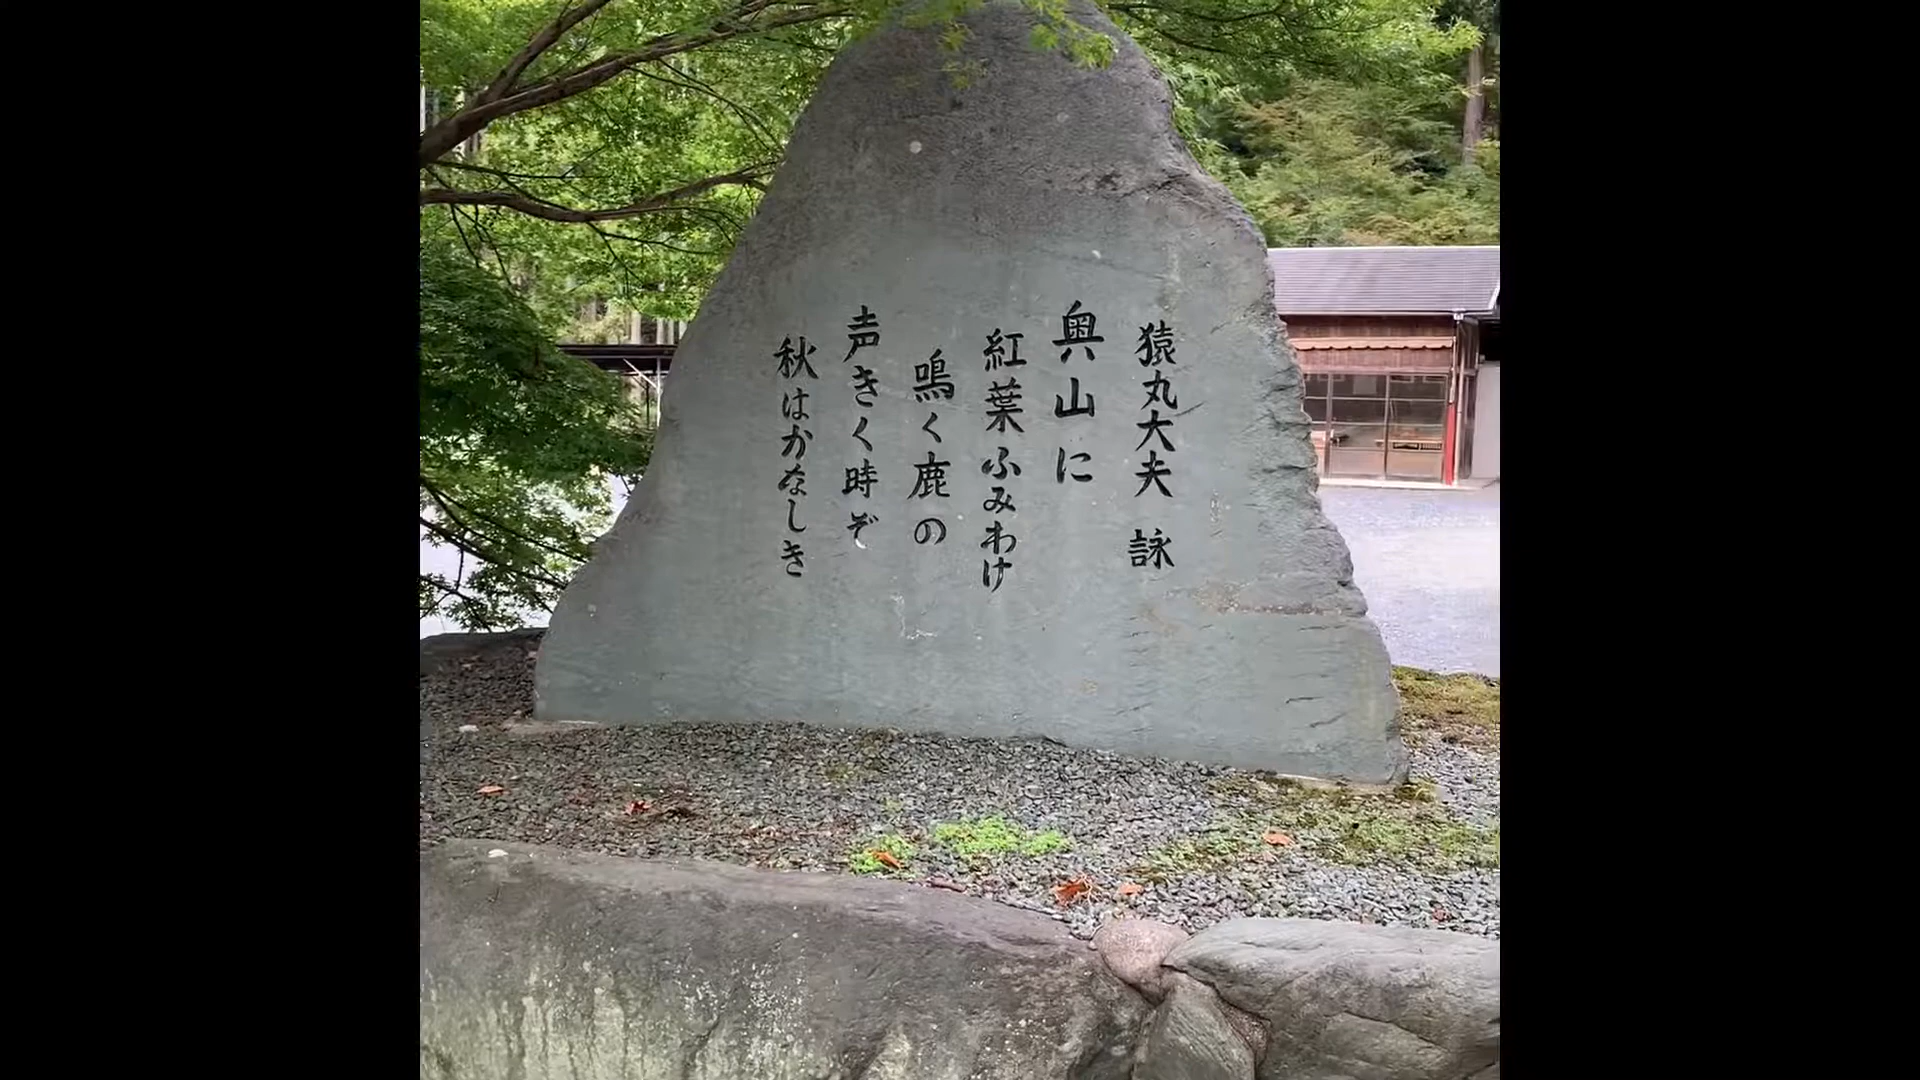 猿丸大夫 詠
奥山に
紅葉ふみわけ
鳴く鹿の
声きく時ぞ
秋はかなしき